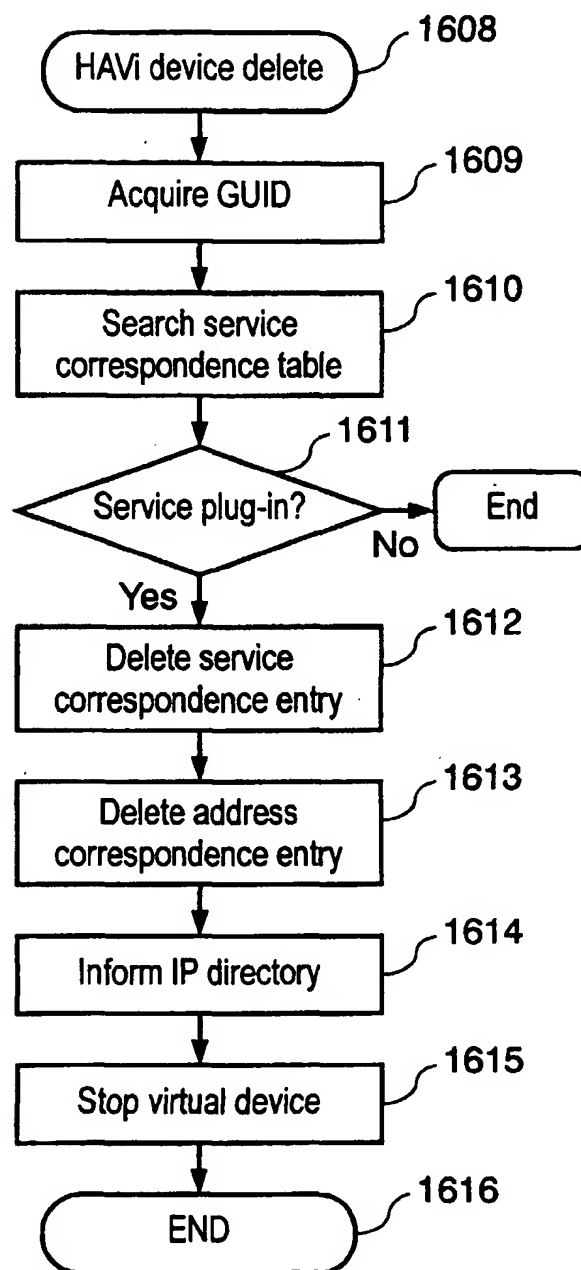 1608
HAVi device delete
1609
Acquire GUID
1610
Search service
correspondence table
1611
Service plug-in?
End
No
Yes
1612
Delete service
correspondence entry
1613
Delete address
correspondence entry
1614
Inform IP directory
1615
Stop virtual device
1616
END